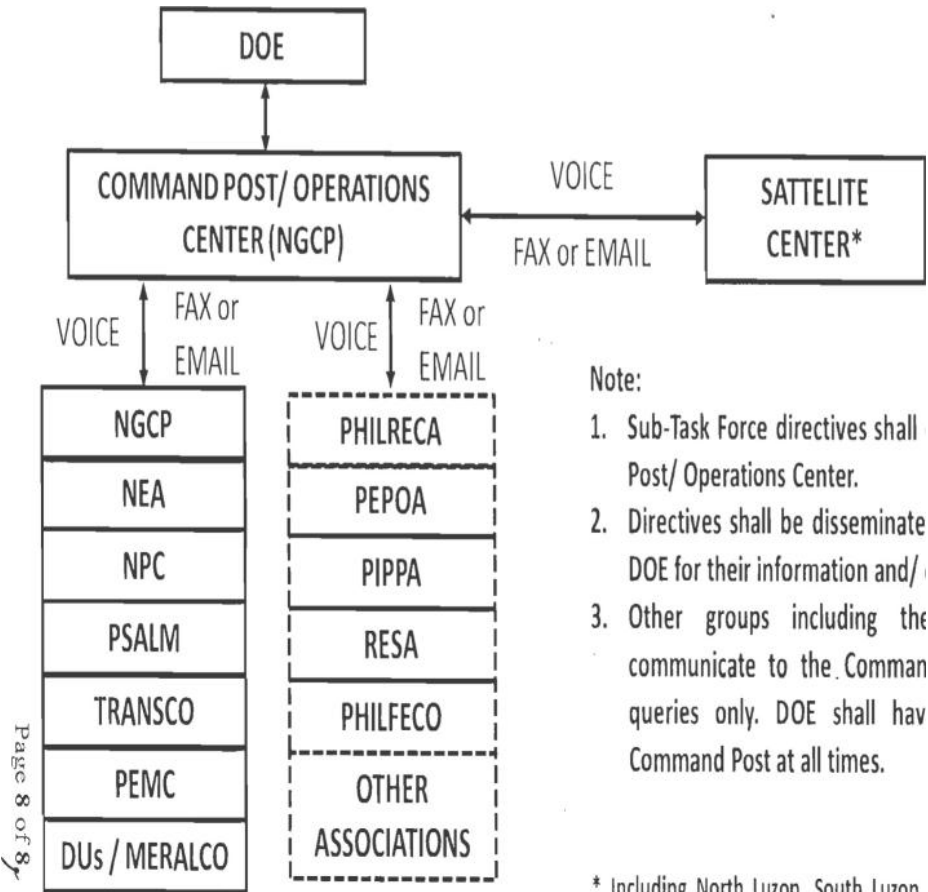 DOE
COMMAND POST/ OPERATIONS
CENTER (NGCP)
VOICE
FAX or EMAIL
SATTELITE
CENTER*
VOICE
FAX or
EMAIL
VOICE
FAX or
EMAIL
NGCP
NEA
NPC
PSALM
TRANSCO
PEMC
DUs / MERALCO
PHILRECA
PEPOA
PIPPA
RESA
PHILFECO
OTHER
ASSOCIATIONS
Note:
1. Sub-Task Force directives shall
Post/ Operations Center.
2. Directives shall be disseminate
DOE for their information and/
3. Other groups including the
communicate to the Comman
queries only. DOE shall hav
Command Post at all times.
* Including North Luzon, South Luzon
Page 8 of 8